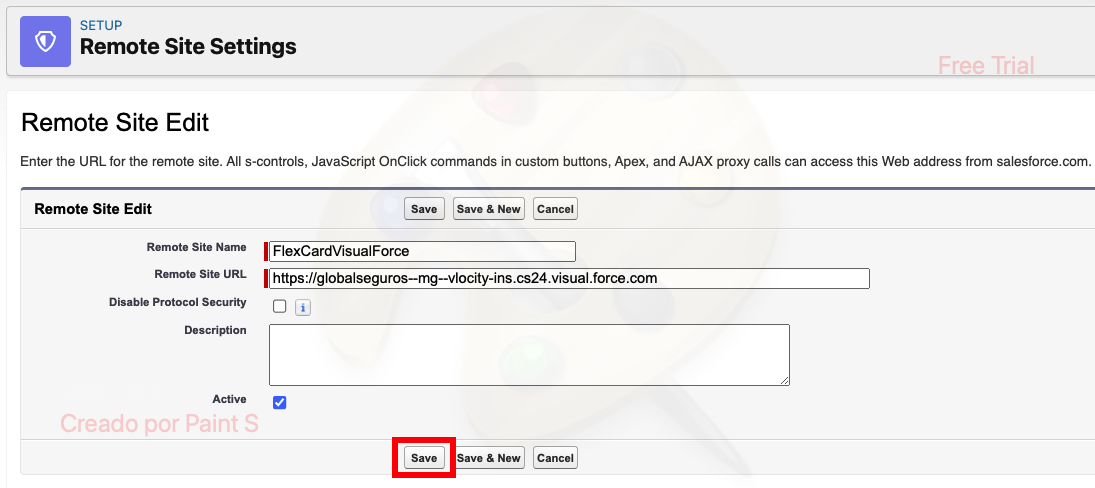 SETUP
Remote Site Settings
Free Trial
Remote Site Edit
Enter the URL for the remote site. All s-controls, JavaScript OnClick commands in custom buttons, Apex, and AJAX proxy calls can access this Web address from salesforce.com.
Remote Site Edit Save Save & New Cancel
Remote Site Name FlexCardVisualForce
Remote Site URL https://globalseguros--mg--vlocity-ins.cs24.visual.force.com
Disable Protocol Security i
Description
Active
Creado por Paint S
Save Save & New Cancel